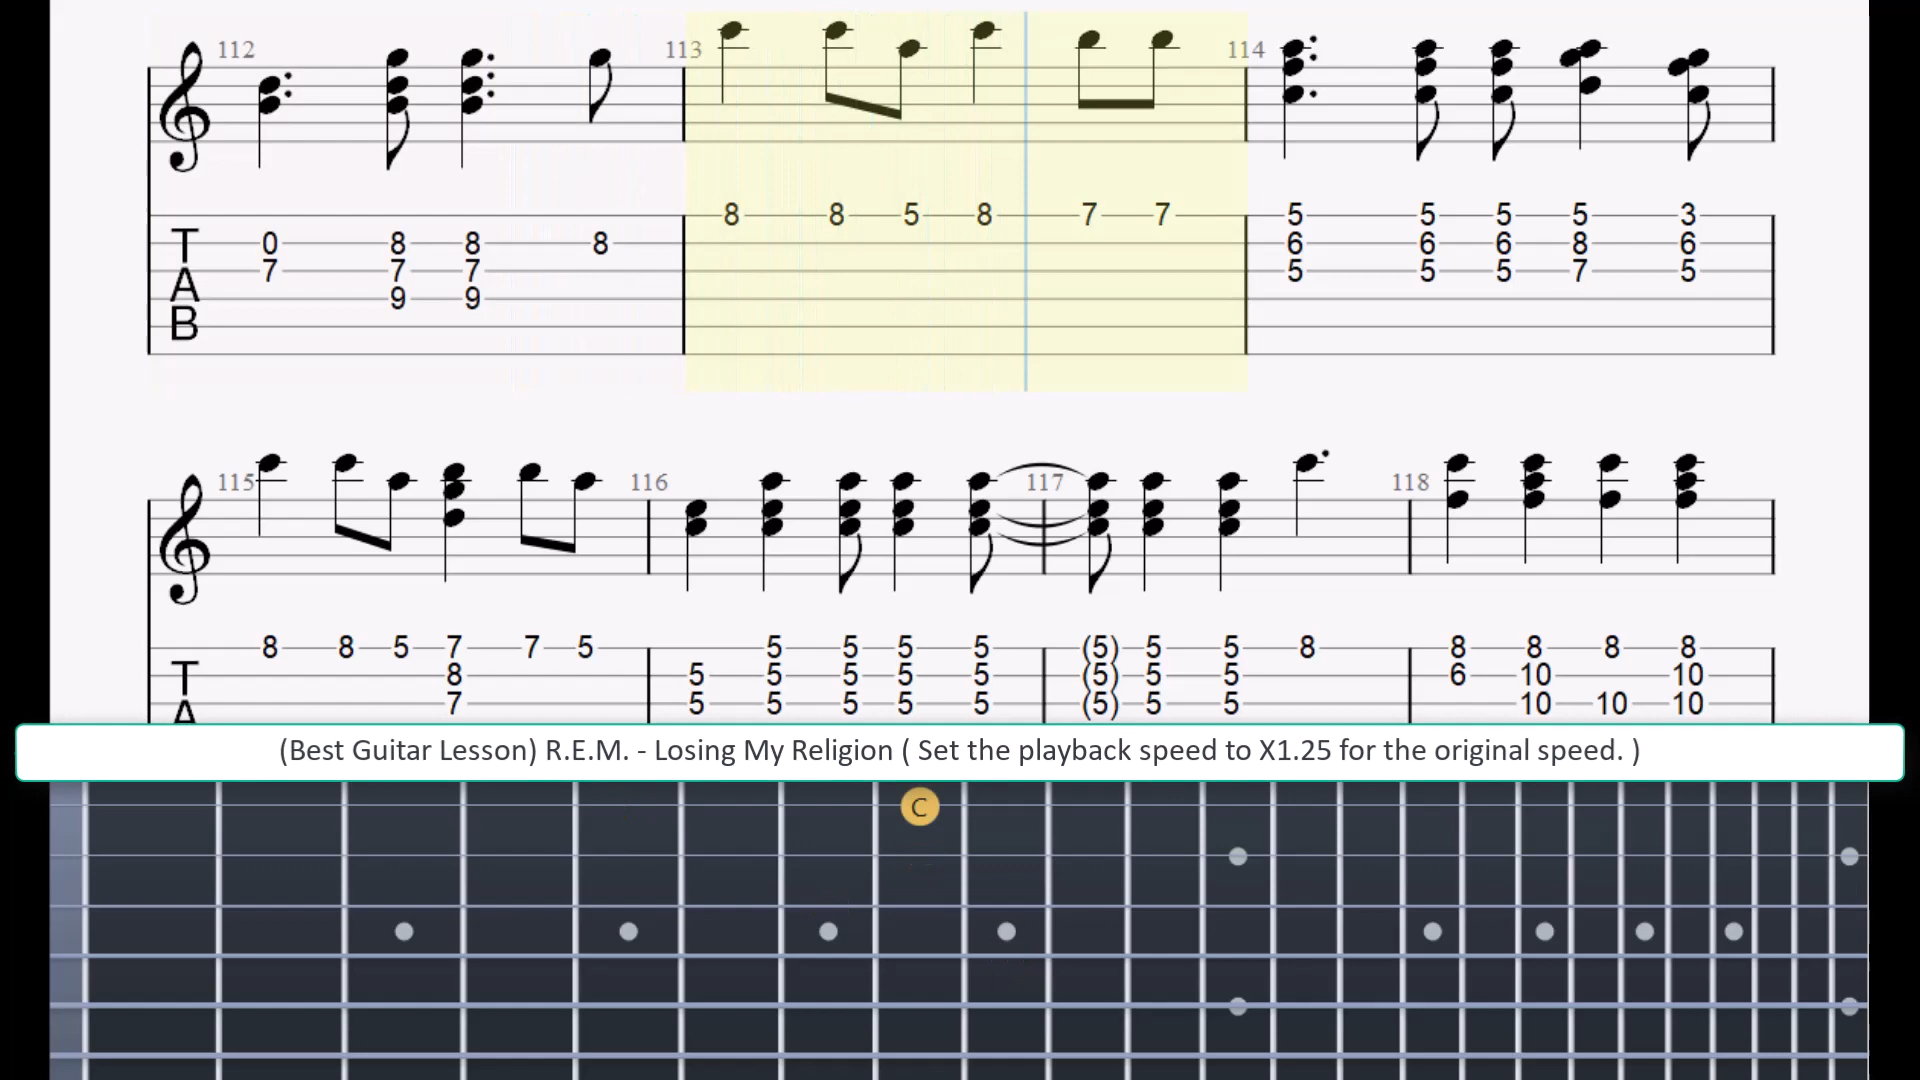 112 113 114
8 8 5 8 7 7 5 5 5 5 3
T 0 8 8 8 6 6 6 8 6
A 7 7 7 5 5 5 7 5
9 9
B
115 116 117 118
8 8 5 7 7 5 5 5 5 5 (5) 5 5 8 8 8 8 8
T 8 5 5 5 5 5 (5) 5 5 6 10 10
A 7 5 5 5 5 5 (5) 5 5 10 10 10
(Best Guitar Lesson) R.E.M. - Losing My Religion ( Set the playback speed to X1.25 for the original speed. )
C